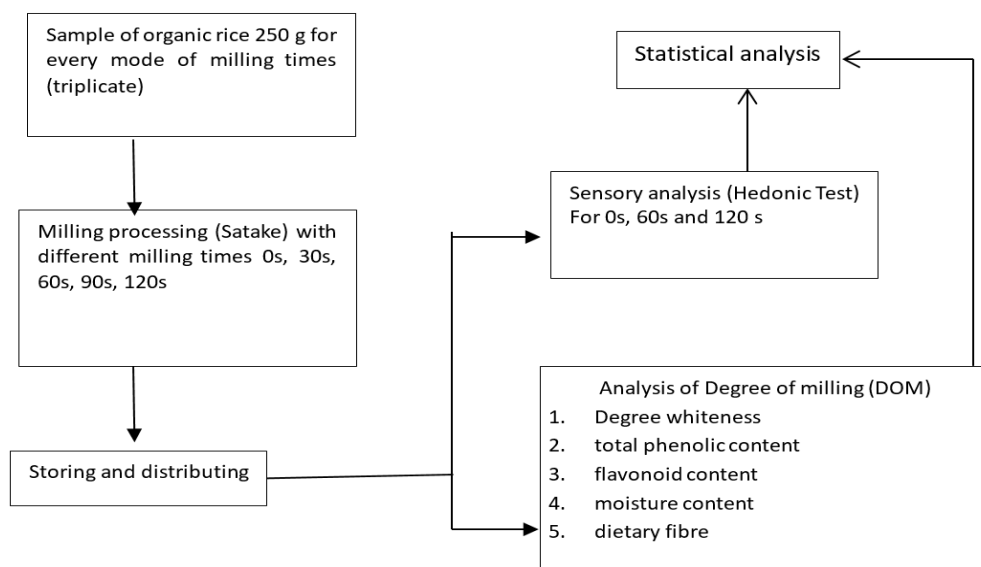 Sample of organic rice 250 g for
every mode of milling times
(triplicate)
Milling processing (Satake) with
different milling times 0s, 30s,
60s, 90s, 120s
Storing and distributing
Statistical analysis
Sensory analysis (Hedonic Test)
For 0s, 60s and 120 s
Analysis of Degree of milling (DOM)
1. Degree whiteness
2. total phenolic content
3. flavonoid content
4. moisture content
5. dietary fibre